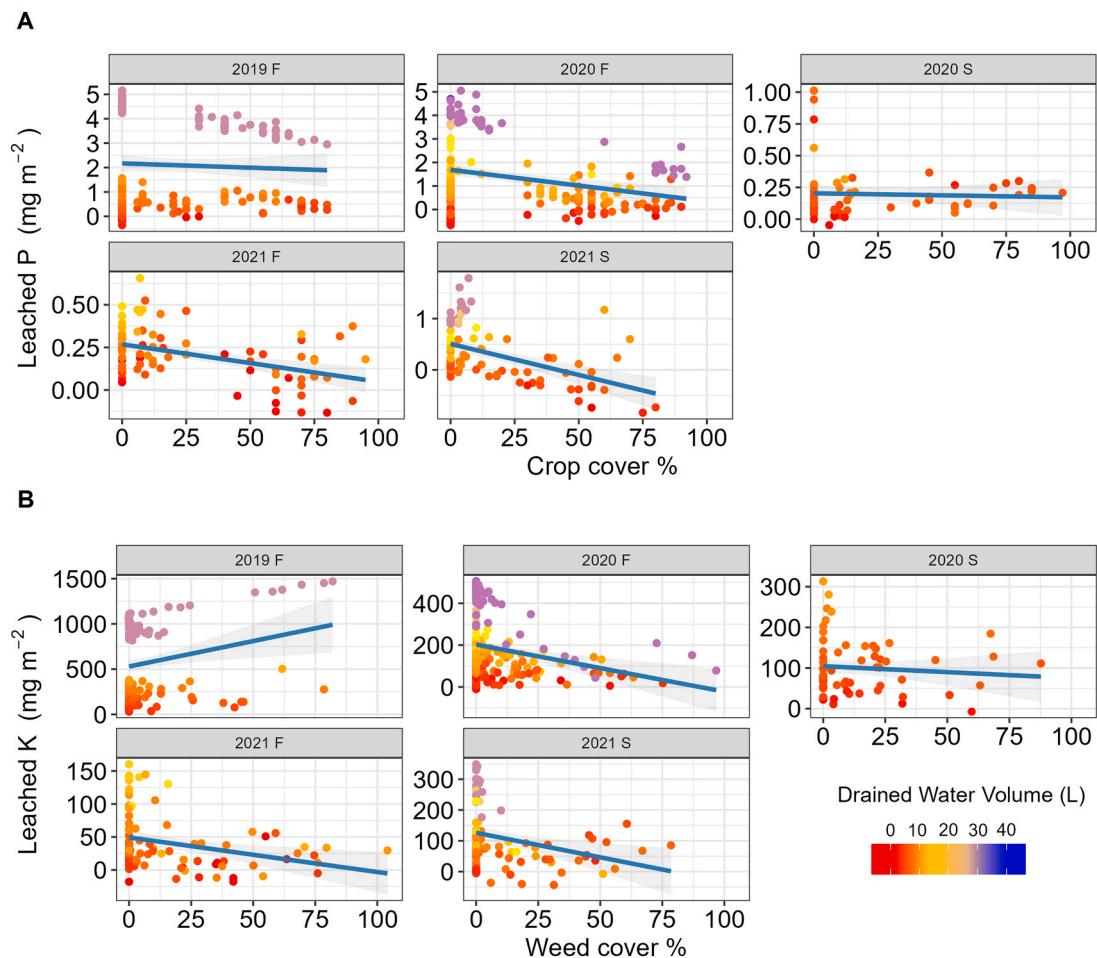 A
2019 F
2020 F
2020 S
5
4
3
2
1
0
5
4
3
2
1
0
1.00
0.75
0.50
0.25
0.00
0 25 50 75 100
2021 F
2021 S
0.50
0.25
0.00
1
0
0 25 50 75 100
0 25 50 75 100
Leached P (mg m⁻²)
Crop cover %
B
2019 F
2020 F
2020 S
1500
1000
500
0
400
200
0
300
200
100
0
0 25 50 75 100
2021 F
2021 S
150
100
50
0
300
200
100
0
0 25 50 75 100
0 25 50 75 100
Leached K (mg m⁻²)
Weed cover %
Drained Water Volume (L)
0 10 20 30 40